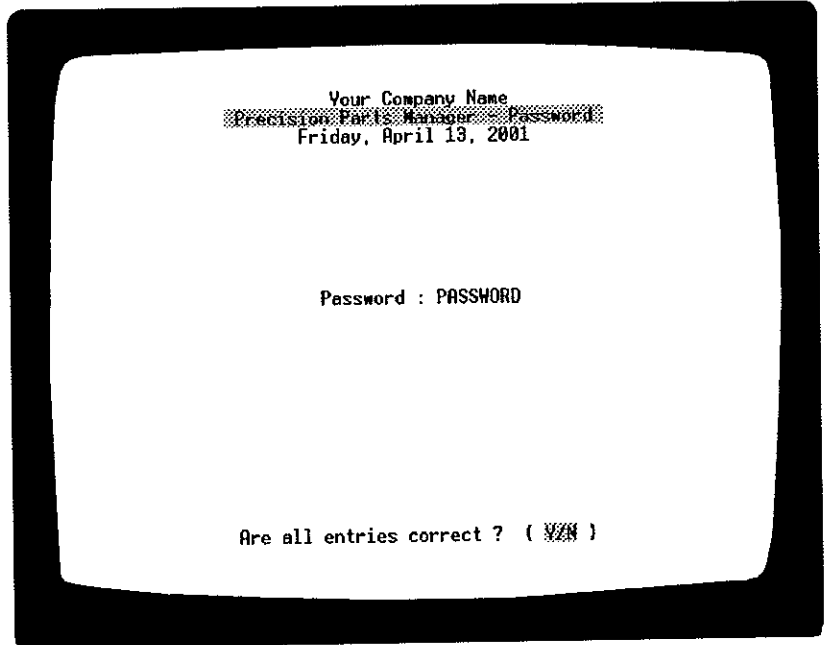 Your Company Name
Precision Parts Manager - Password
Friday, April 13, 2001
Password : PASSWORD
Are all entries correct ? ( Y/N )